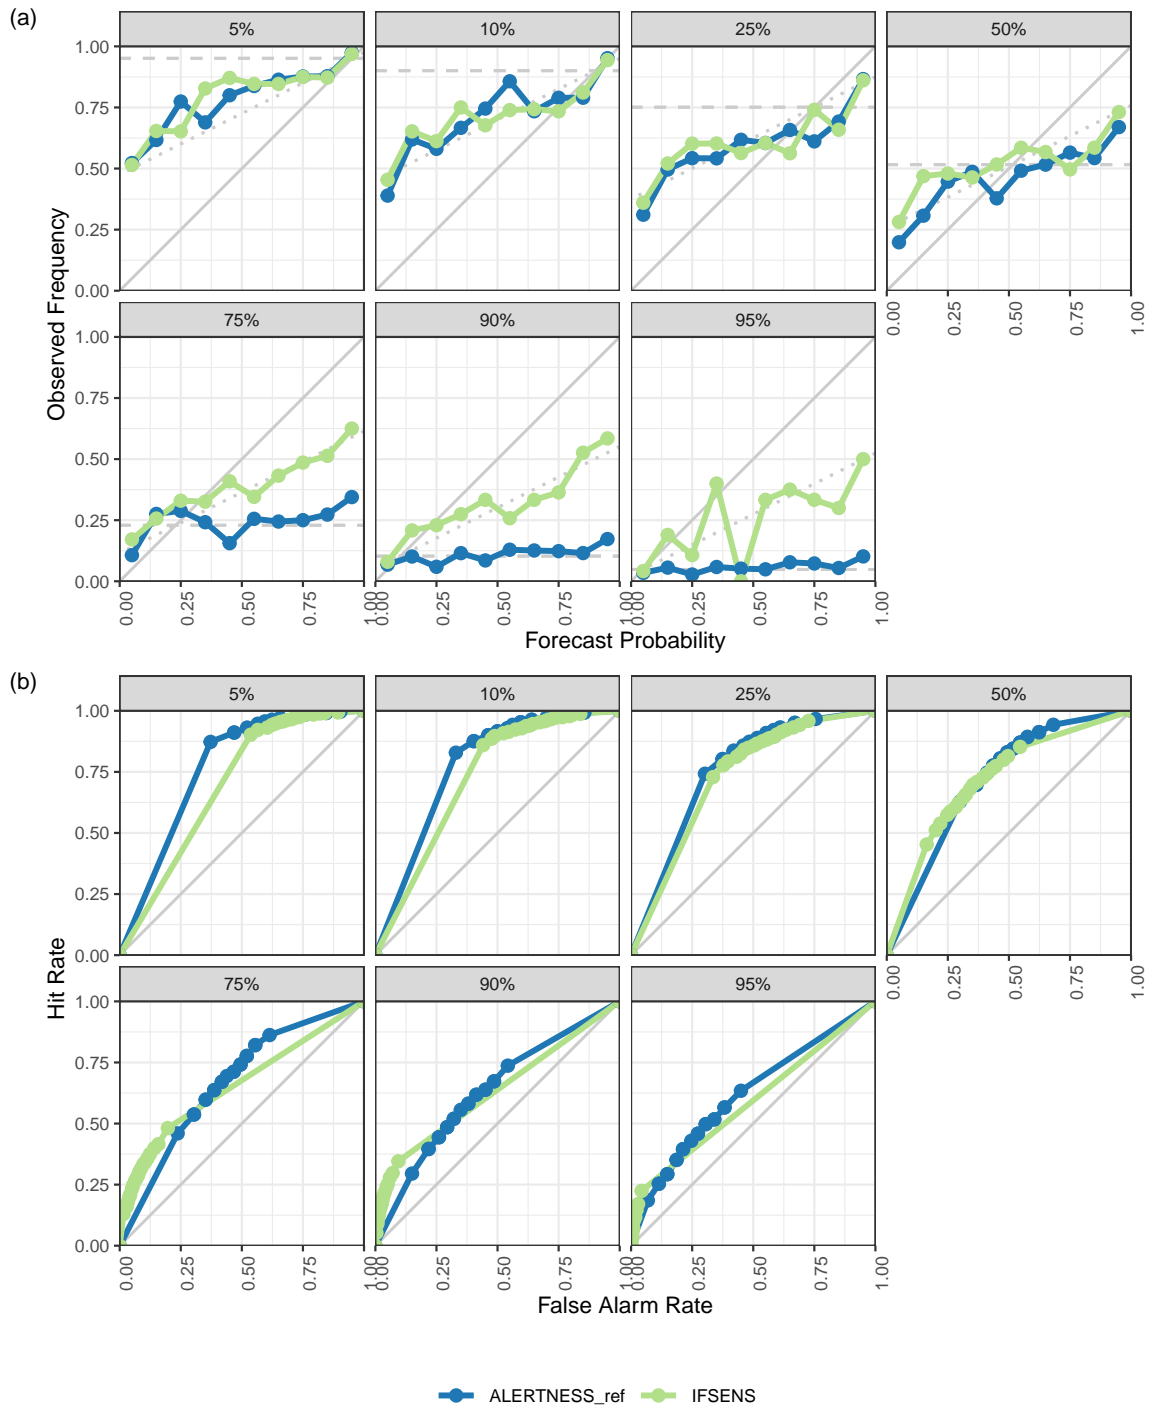 (a)
5% 10% 25% 50%
1.00
0.75
0.50
0.25
0.00
0.00 0.25 0.50 0.75 1.00
75% 90% 95%
1.00
0.75
0.50
0.25
0.00
0.00 0.25 0.50 0.75 1.00 0.00 0.25 0.50 0.75 1.00 0.00 0.25 0.50 0.75 1.00
Observed Frequency
Forecast Probability
(b)
5% 10% 25% 50%
1.00
0.75
0.50
0.25
0.00
0.00 0.25 0.50 0.75 1.00
75% 90% 95%
1.00
0.75
0.50
0.25
0.00
0.00 0.25 0.50 0.75 1.00 0.00 0.25 0.50 0.75 1.00 0.00 0.25 0.50 0.75 1.00
Hit Rate
False Alarm Rate
ALERTNESS_ref IFSENS